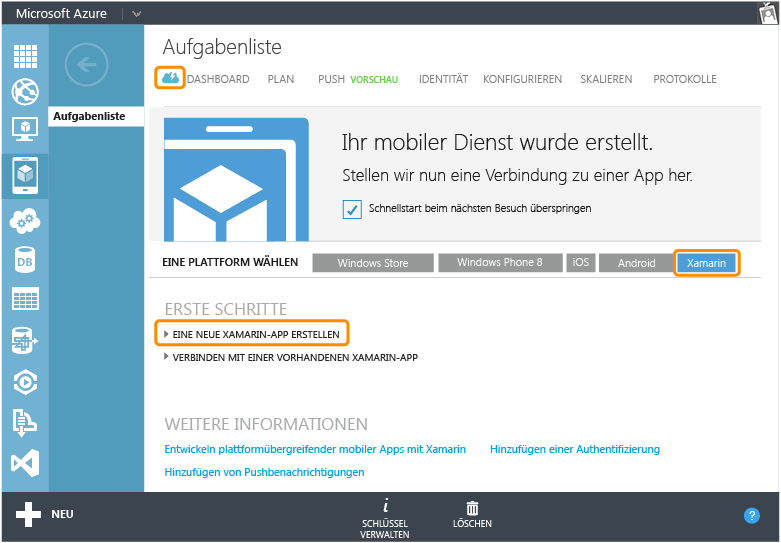 Microsoft Azure
Aufgabenliste
DASHBOARD PLAN PUSH VORSCHAU IDENTITÄT KONFIGURIEREN SKALIEREN PROTOKOLLE
Aufgabenliste
Ihr mobiler Dienst wurde erstellt.
Stellen wir nun eine Verbindung zu einer App her.
Schnellstart beim nächsten Besuch überspringen
DB
EINE PLATTFORM WÄHLEN Windows Store Windows Phone 8 iOS Android Xamarin
ERSTE SCHRITTE
EINE NEUE XAMARIN-APP ERSTELLEN
VERBINDEN MIT EINER VORHANDENEN XAMARIN-APP
WEITERE INFORMATIONEN
Entwickeln plattformübergreifender mobiler Apps mit Xamarin Hinzufügen einer Authentifizierung
Hinzufügen von Pushbenachrichtigungen
NEU
i
SCHLÜSSEL
VERWALTEN
LÖSCHEN
?